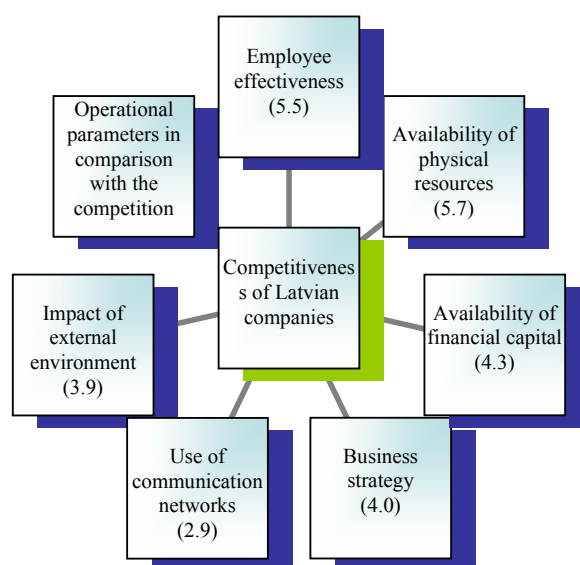 Employee
effectiveness
(5.5)
Operational
parameters in
comparison
with the
competition
Availability of
physical
resources
(5.7)
Competitivenes
s of Latvian
companies
Impact of
external
environment
(3.9)
Availability of
financial capital
(4.3)
Use of
communication
networks
(2.9)
Business
strategy
(4.0)